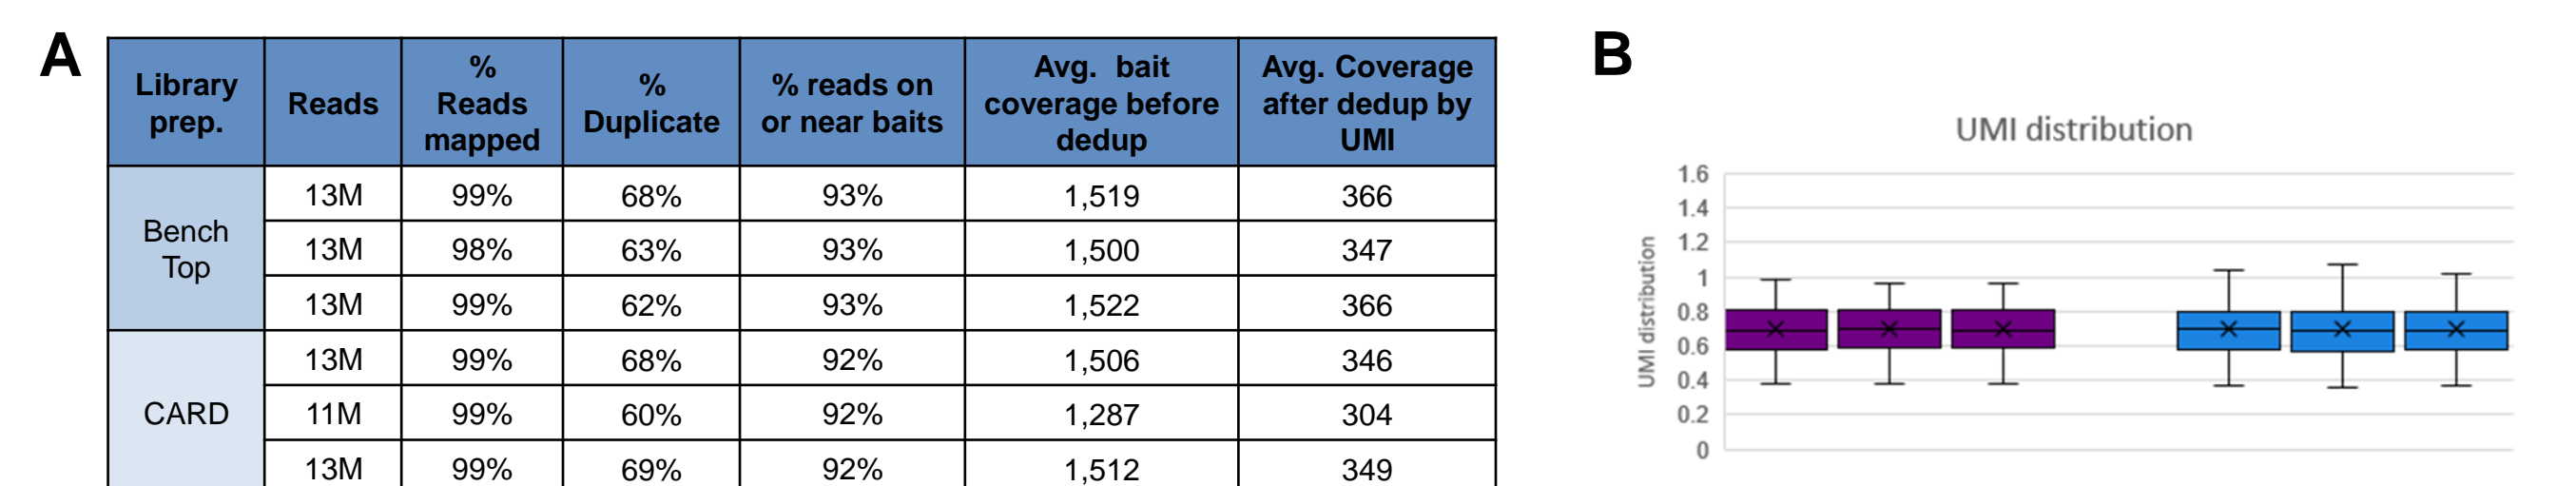 A
Library prep. Reads % Reads mapped % Duplicate % reads on or near baits Avg. bait coverage before dedup Avg. Coverage after dedup by UMI
Bench Top
13M 99% 68% 93% 1,519 366
13M 98% 63% 93% 1,500 347
13M 99% 62% 93% 1,522 366
CARD
13M 99% 68% 92% 1,506 346
11M 99% 60% 92% 1,287 304
13M 99% 69% 92% 1,512 349
B
UMI distribution
UMI distribution
1.6
1.4
1.2
1
0.8
0.6
0.4
0.2
0